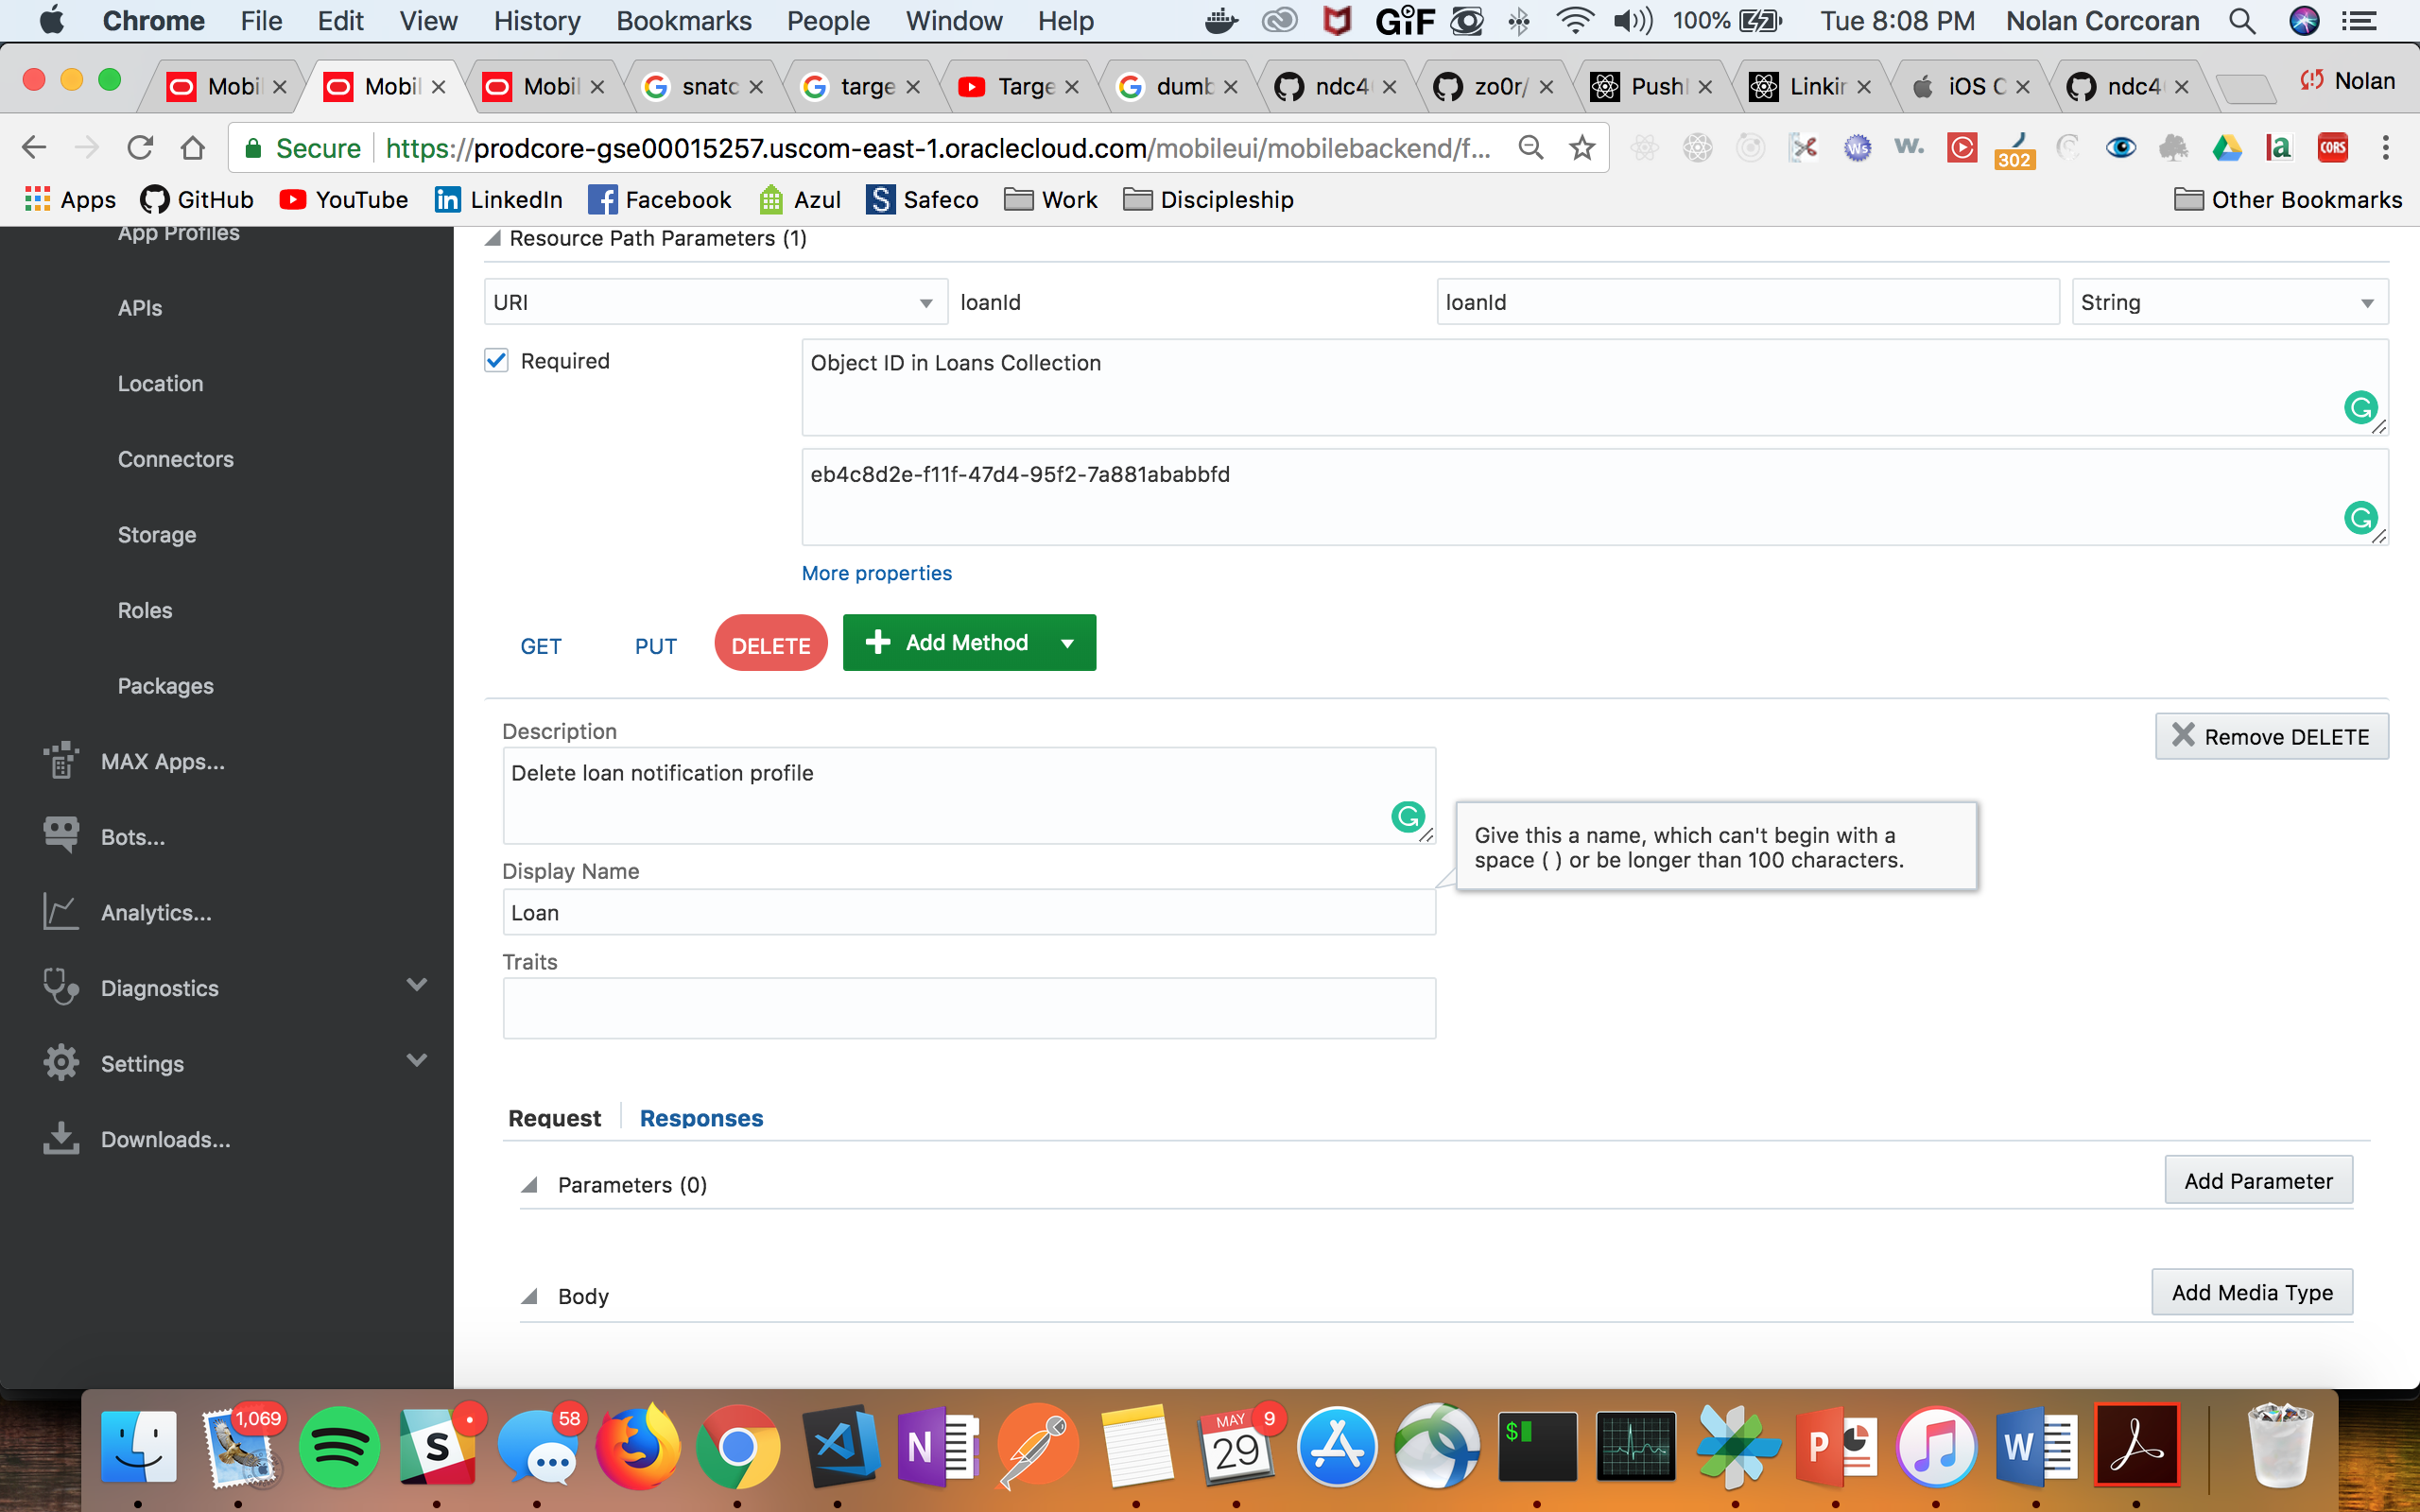 Chrome File Edit View History Bookmarks People Window Help GIF 100% Tue 8:08 PM Nolan Corcoran
Mobil Mobil Mobil snatc targe Targe dumb ndc4 zo0r/ Push Linkin iOS C ndc4 Nolan
Secure https://prodcore-gse00015257.uscom-east-1.oraclecloud.com/mobileui/mobilebackend/f... Ws w. 302 a CORS
Apps GitHub YouTube LinkedIn Facebook Azul Safeco Work Discipleship Other Bookmarks
App Profiles
APIs
Location
Connectors
Storage
Roles
Packages
MAX Apps...
Bots...
Analytics...
Diagnostics
Settings
Downloads...
Resource Path Parameters (1)
URI loanId loanId String
Required Object ID in Loans Collection
eb4c8d2e-f11f-47d4-95f2-7a881ababbfd
More properties
GET PUT DELETE Add Method
Description
Remove DELETE
Delete loan notification profile
Give this a name, which can't begin with a
space ( ) or be longer than 100 characters.
Display Name
Loan
Traits
Request Responses
Parameters (0) Add Parameter
Body Add Media Type
1,069 S 58 N MAY 29 9 $ P W